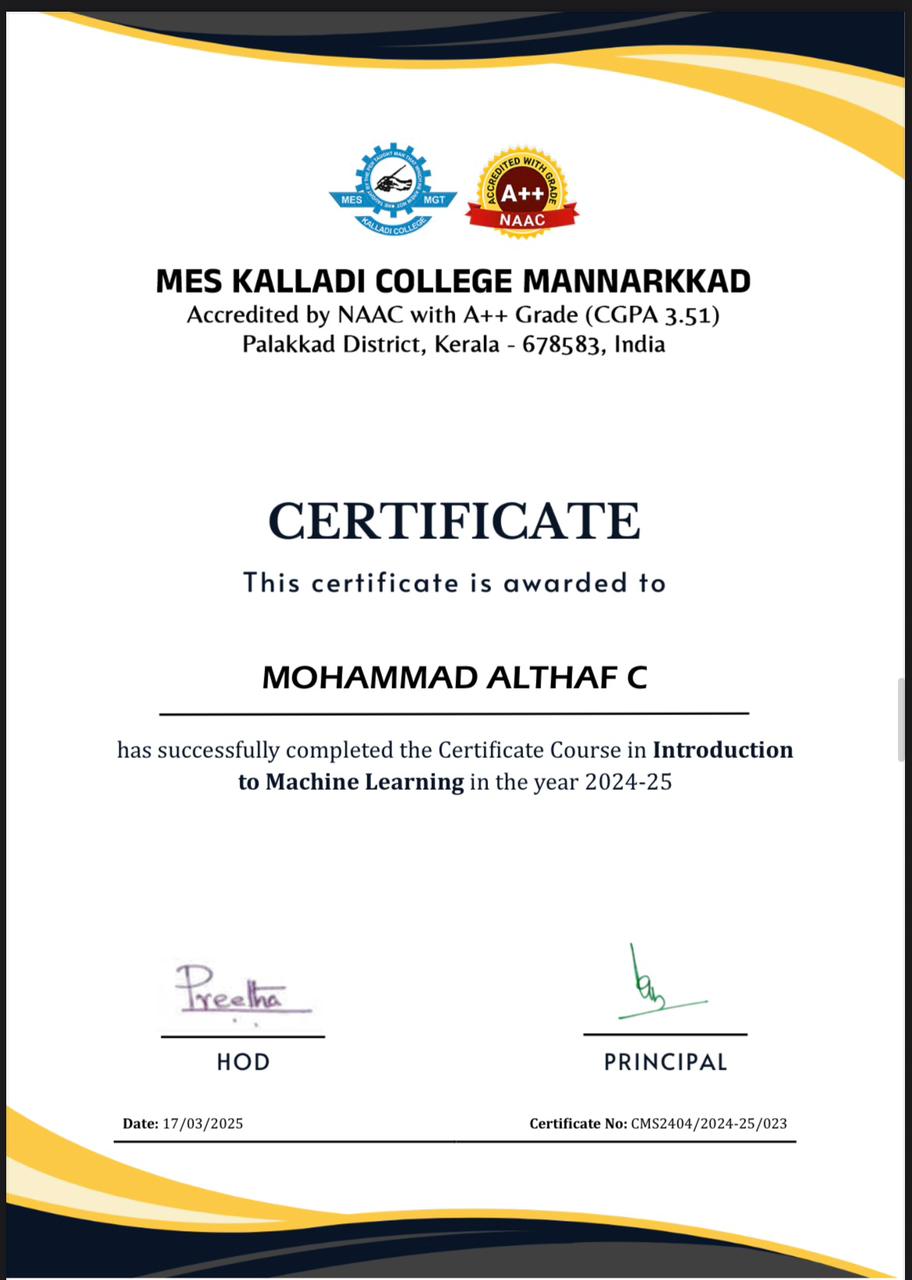 MES MGT
KALLADI COLLEGE
ACCREDITED WITH GRADE
A++
NAAC
MES KALLADI COLLEGE MANNARKKAD
Accredited by NAAC with A++ Grade (CGPA 3.51)
Palakkad District, Kerala - 678583, India
CERTIFICATE
This certificate is awarded to
MOHAMMAD ALTHAF C
has successfully completed the Certificate Course in Introduction
to Machine Learning in the year 2024-25
Preetha
HOD
PRINCIPAL
Date: 17/03/2025
Certificate No: CMS2404/2024-25/023